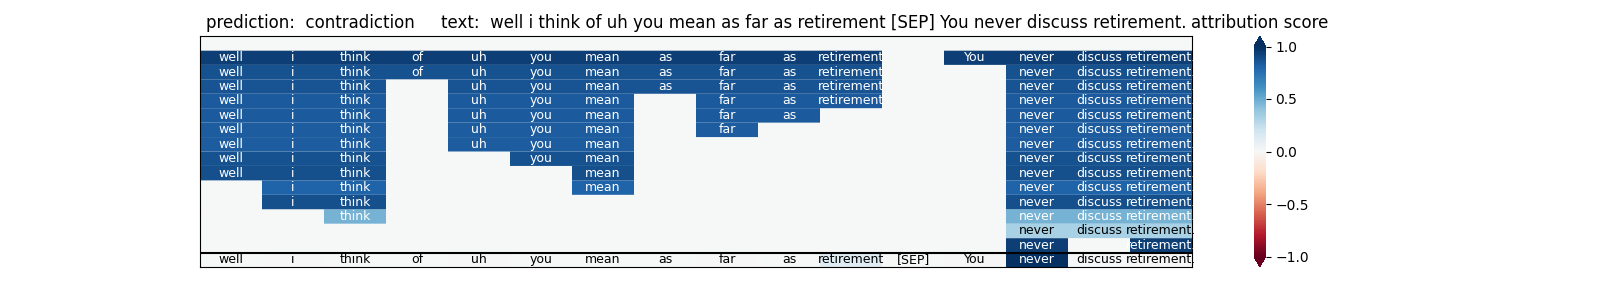 prediction:  contradiction     text:  well i think of uh you mean as far as retirement [SEP] You never discuss retirement. attribution score
well i think of uh you mean as far as retirement You never discuss retirement. 1.0
well i think of uh you mean as far as retirement never discuss retirement.
well i think uh you mean as far as retirement never discuss retirement.
well i think uh you mean far as retirement never discuss retirement. 0.5
well i think uh you mean far as never discuss retirement.
well i think uh you mean far never discuss retirement.
well i think uh you mean never discuss retirement.
well i think you mean never discuss retirement. 0.0
well i think mean never discuss retirement.
i think mean never discuss retirement.
i think never discuss retirement. −0.5
think never discuss retirement.
never discuss retirement.
never retirement.
well i think of uh you mean as far as retirement [SEP] You never discuss retirement. −1.0